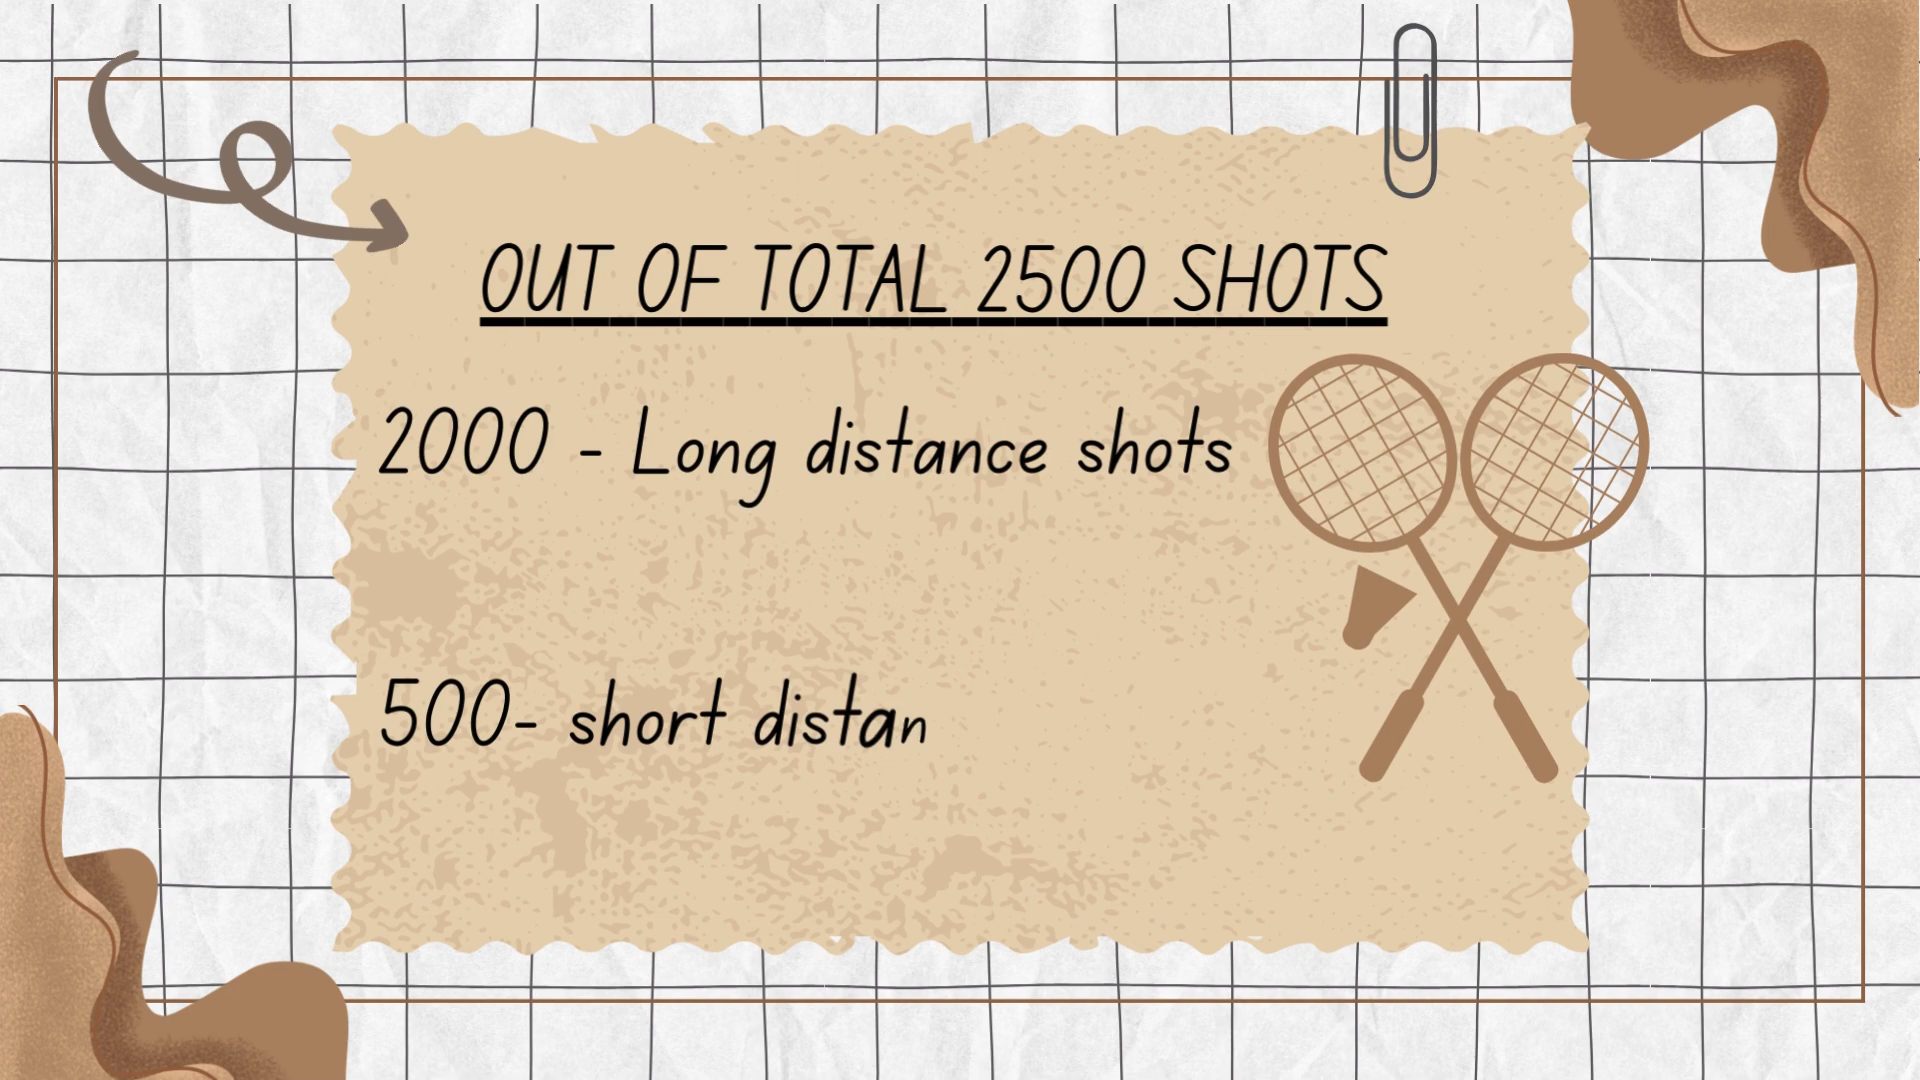 OUT OF TOTAL 2500 SHOTS
2000 - Long distance shots
500- short distan